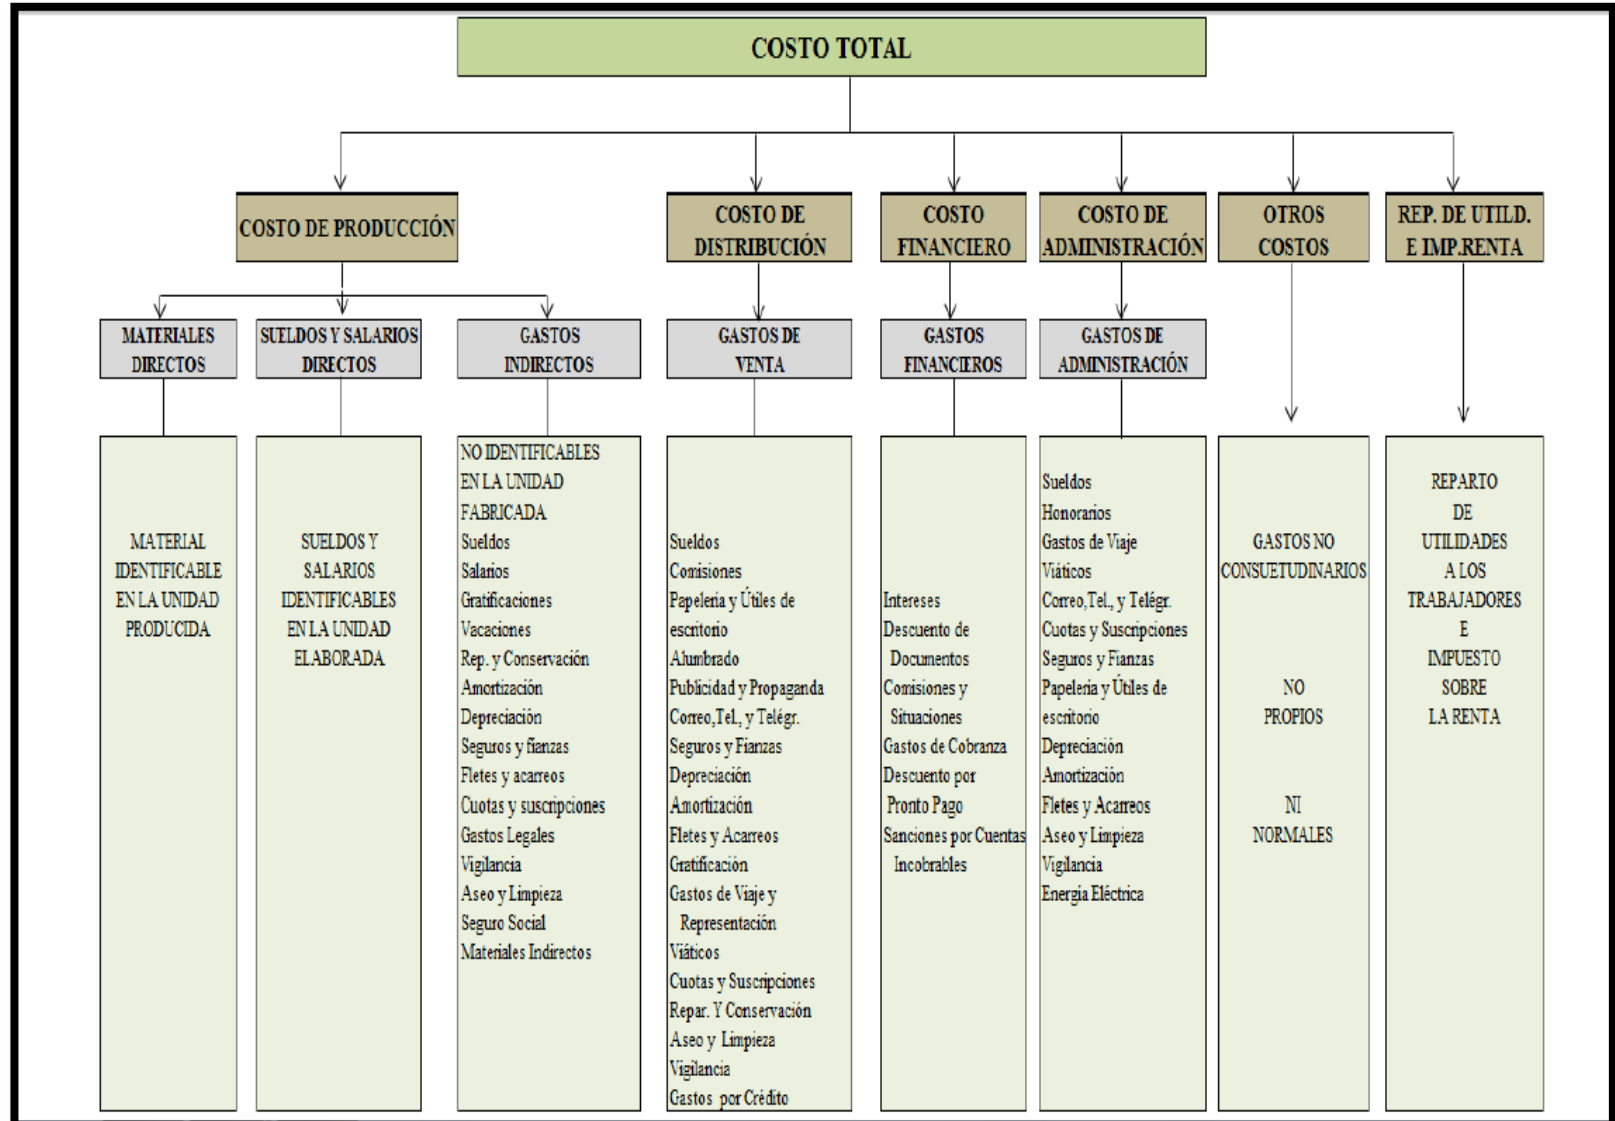 COSTO TOTAL
COSTO DE PRODUCCIÓN
COSTO DE
DISTRIBUCIÓN
COSTO
FINANCIERO
COSTO DE
ADMINISTRACIÓN
OTROS
COSTOS
REP. DE UTILD.
E IMP.RENTA
MATERIALES
DIRECTOS
SUELDOS Y SALARIOS
DIRECTOS
GASTOS
INDIRECTOS
GASTOS DE
VENTA
GASTOS
FINANCIEROS
GASTOS DE
ADMINISTRACIÓN
MATERIAL
IDENTIFICABLE
EN LA UNIDAD
PRODUCIDA
SUELDOS Y
SALARIOS
IDENTIFICABLES
EN LA UNIDAD
ELABORADA
NO IDENTIFICABLES
EN LA UNIDAD
FABRICADA
Sueldos
Salarios
Gratificaciones
Vacaciones
Rep. y Conservación
Amortización
Depreciación
Seguros y fianzas
Fletes y acarreos
Cuotas y suscripciones
Gastos Legales
Vigilancia
Aseo y Limpieza
Seguro Social
Materiales Indirectos
Sueldos
Comisiones
Papelería y Útiles de
escritorio
Alumbrado
Publicidad y Propaganda
Correo,Tel., y Telégr.
Seguros y Fianzas
Depreciación
Amortización
Fletes y Acarreos
Gratificación
Gastos de Viaje y
Representación
Viáticos
Cuotas y Suscripciones
Repar. Y Conservación
Aseo y Limpieza
Vigilancia
Gastos por Crédito
Intereses
Descuento de
Documentos
Comisiones y
Situaciones
Gastos de Cobranza
Descuento por
Pronto Pago
Sanciones por Cuentas
Incobrables
Sueldos
Honorarios
Gastos de Viaje
Viáticos
Correo,Tel., y Telégr.
Cuotas y Suscripciones
Seguros y Fianzas
Papelería y Útiles de
escritorio
Depreciación
Amortización
Fletes y Acarreos
Aseo y Limpieza
Vigilancia
Energía Eléctrica
GASTOS NO
CONSUETUDINARIOS
NO
PROPIOS
NI
NORMALES
REPARTO
DE
UTILIDADES
A LOS
TRABAJADORES
E
IMPUESTO
SOBRE
LA RENTA